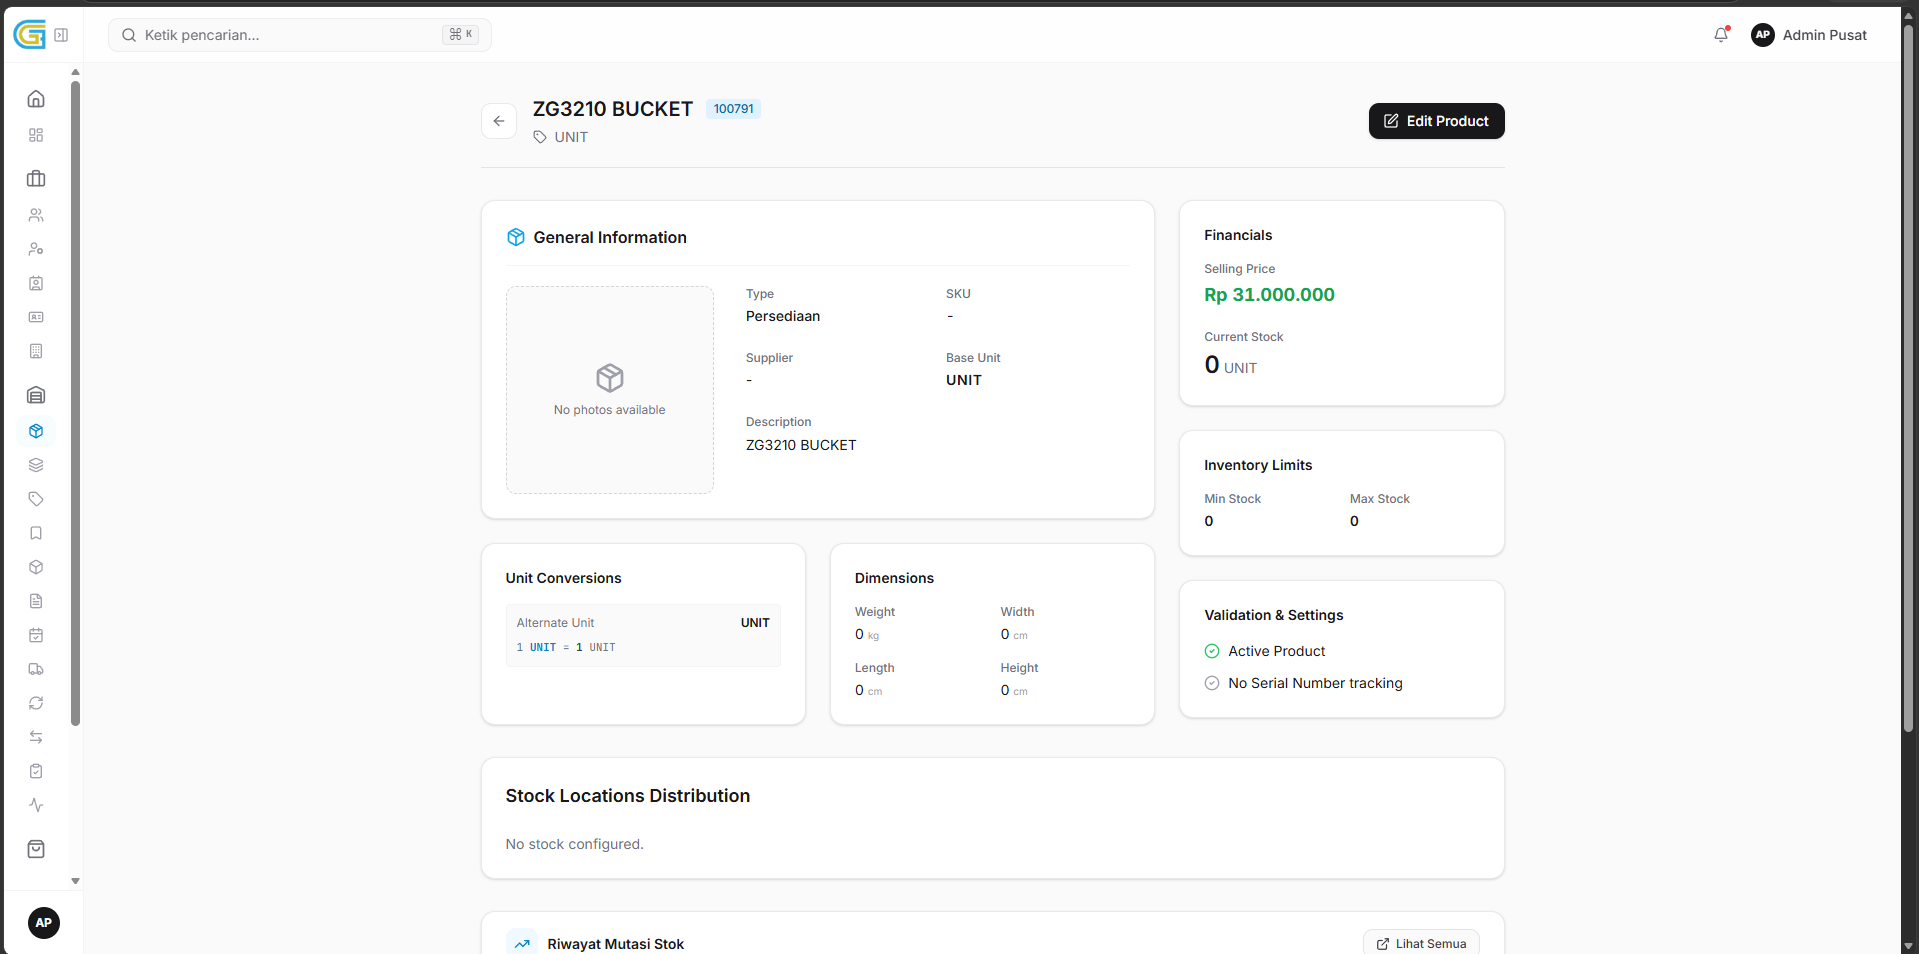 Ketik pencarian...
⌘ K
AP
Admin Pusat
ZG3210 BUCKET
100791
UNIT
Edit Product
General Information
No photos available
Type
Persediaan
SKU
-
Supplier
-
Base Unit
UNIT
Description
ZG3210 BUCKET
Financials
Selling Price
Rp 31.000.000
Current Stock
0 UNIT
Inventory Limits
Min Stock
0
Max Stock
0
Unit Conversions
Alternate Unit
UNIT
1 UNIT = 1 UNIT
Dimensions
Weight
0 kg
Width
0 cm
Length
0 cm
Height
0 cm
Validation & Settings
Active Product
No Serial Number tracking
Stock Locations Distribution
No stock configured.
Riwayat Mutasi Stok
Lihat Semua
AP